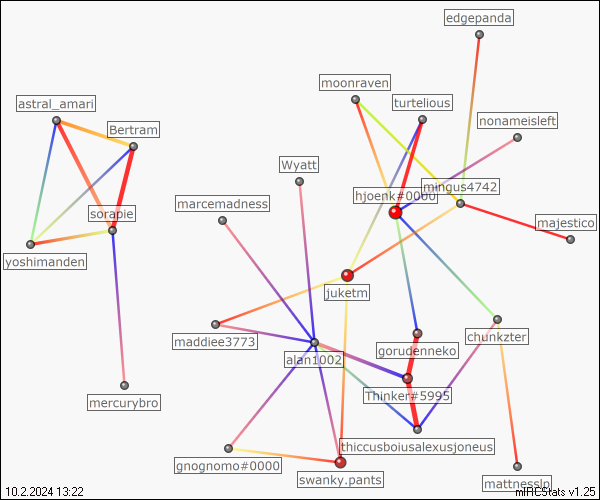 edgepanda
moonraven
astral_amari
turtelious
nonameisleft
Bertram
Wyatt
mingus4742
hjoenk#0000
marcemadness
sorapie
majestico
yoshimanden
juketm
maddiee3773
chunkzter
gorudenneko
alan1002
Thinker#5995
mercurybro
thiccusboiusalexusjoneus
gnognomo#0000
swanky.pants
mattnesslp
10.2.2024 13:22
mIRCStats v1.25